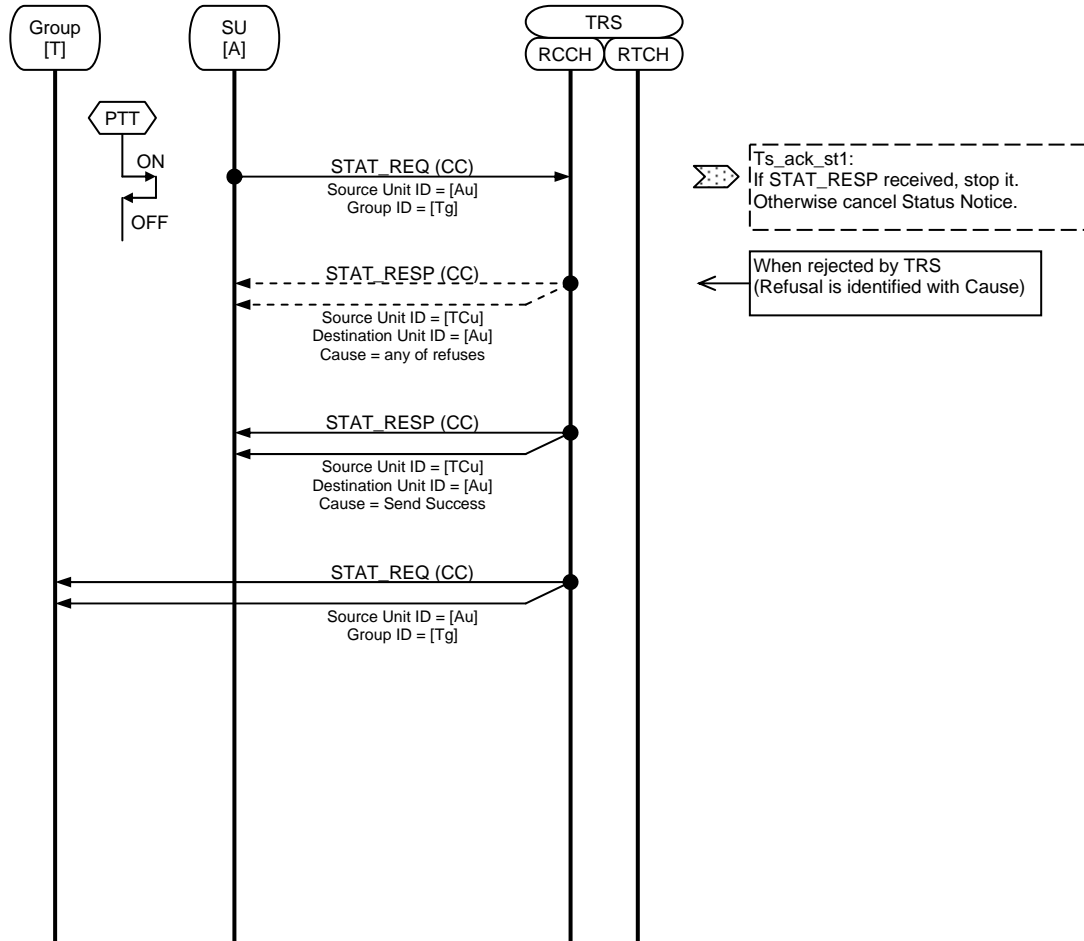 Group
[T]
SU
[A]
TRS
RCCH
RTCH
PTT
ON
OFF
STAT_REQ (CC)
Source Unit ID = [Au]
Group ID = [Tg]
Ts_ack_st1:
If STAT_RESP received, stop it.
Otherwise cancel Status Notice.
STAT_RESP (CC)
Source Unit ID = [TCu]
Destination Unit ID = [Au]
Cause = any of refuses
When rejected by TRS
(Refusal is identified with Cause)
STAT_RESP (CC)
Source Unit ID = [TCu]
Destination Unit ID = [Au]
Cause = Send Success
STAT_REQ (CC)
Source Unit ID = [Au]
Group ID = [Tg]